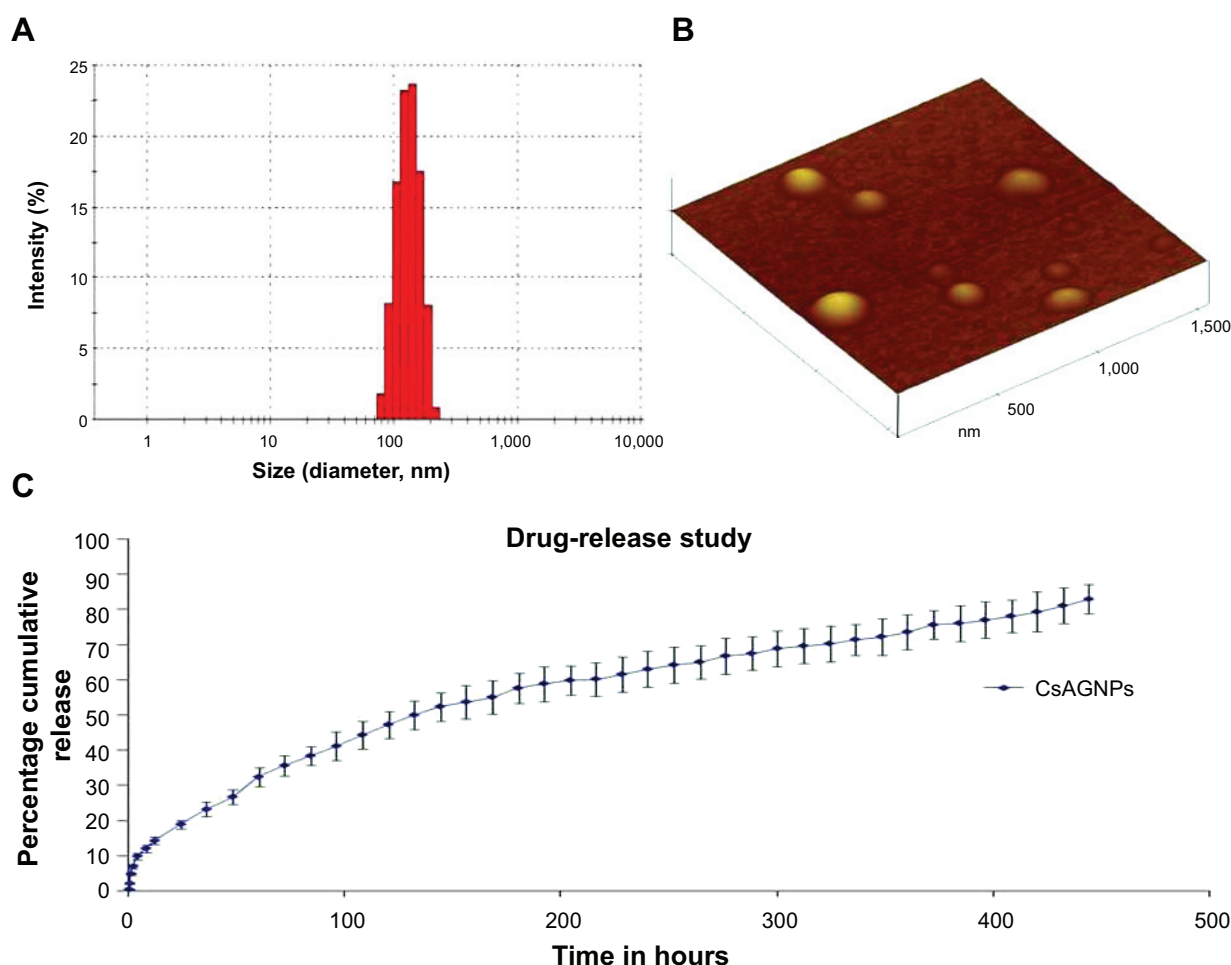 A
25
20
15
10
5
0
Intensity (%)
1
10
100
1,000
10,000
Size (diameter, nm)
B
1,500
1,000
500
nm
C
Drug-release study
100
90
80
70
60
50
40
30
20
10
0
Percentage cumulative
release
CsAGNPs
0
100
200
300
400
500
Time in hours